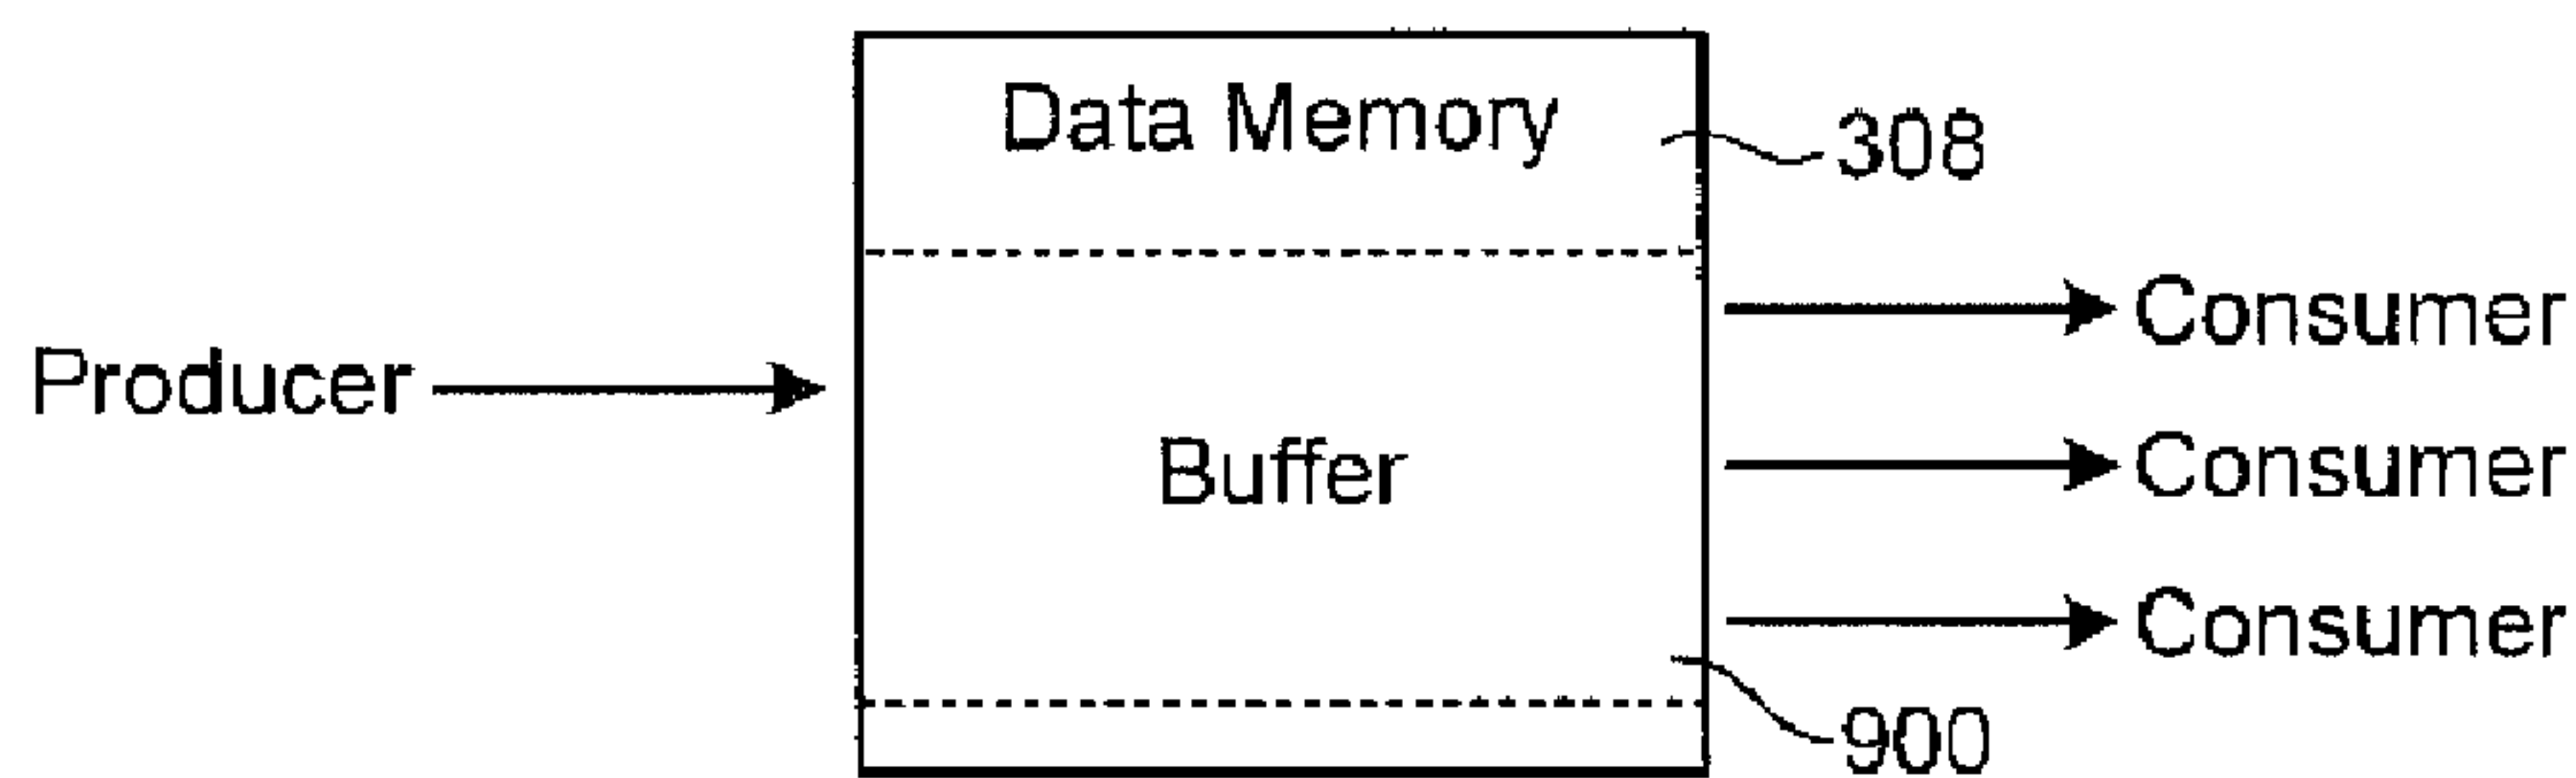 Data Memory
308
Consumer
Producer
Buffer
Consumer
Consumer
900